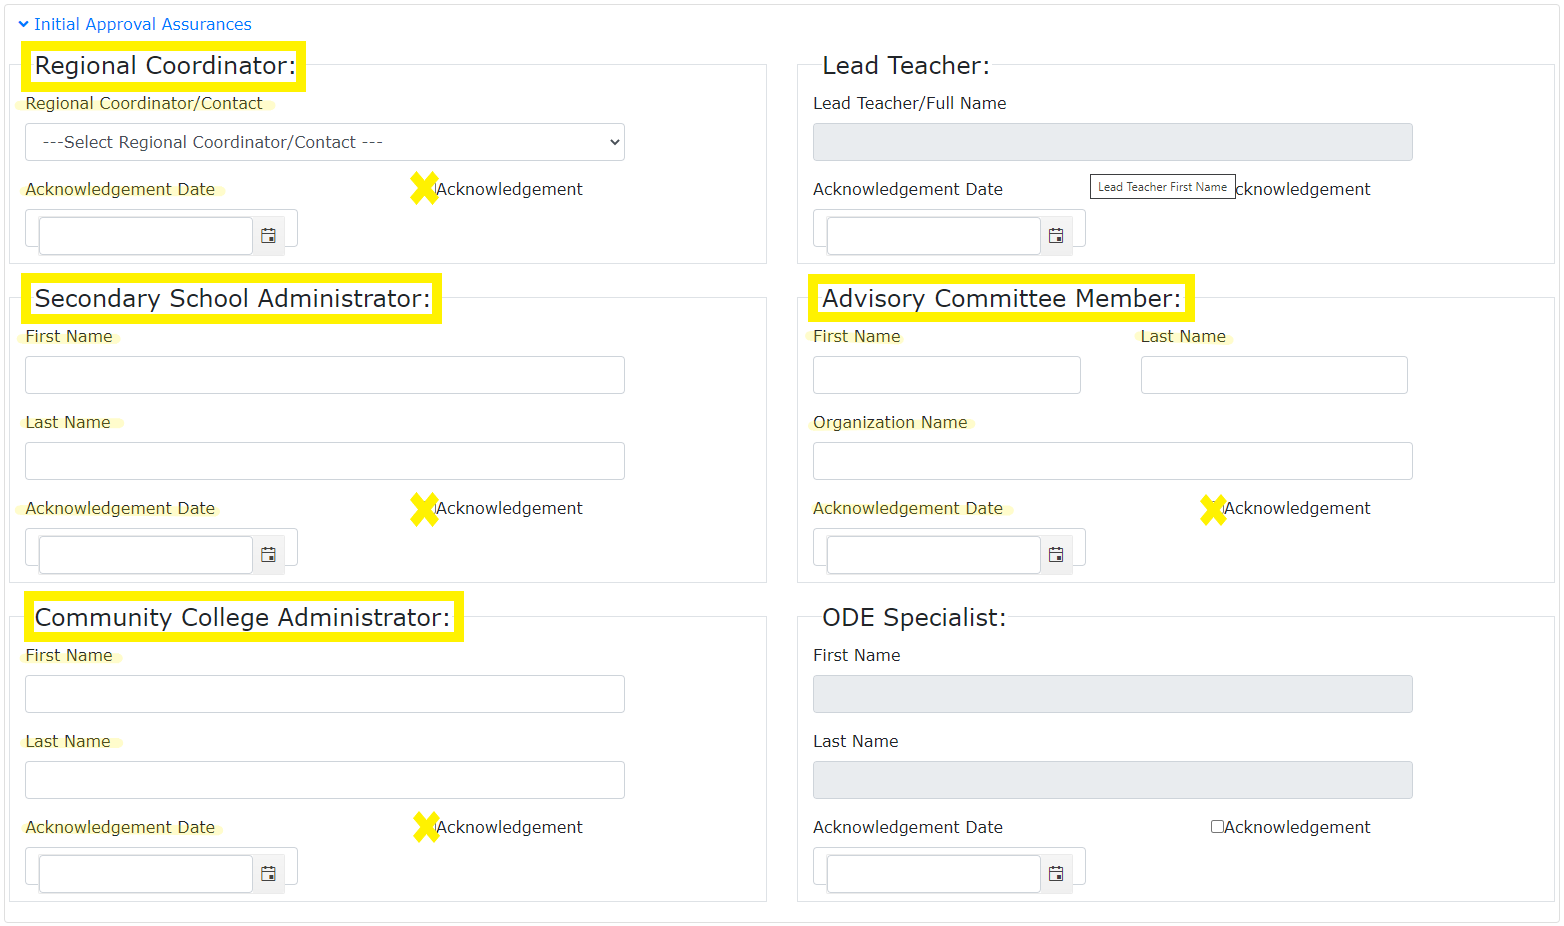 Initial Approval Assurances
Regional Coordinator:
Regional Coordinator/Contact
---Select Regional Coordinator/Contact ---
Acknowledgement Date
Acknowledgement
Lead Teacher:
Lead Teacher/Full Name
Acknowledgement Date
Lead Teacher First Name
cknowledgement
Secondary School Administrator:
First Name
Last Name
Acknowledgement Date
Acknowledgement
Advisory Committee Member:
First Name
Last Name
Organization Name
Acknowledgement Date
Acknowledgement
Community College Administrator:
First Name
Last Name
Acknowledgement Date
Acknowledgement
ODE Specialist:
First Name
Last Name
Acknowledgement Date
Acknowledgement